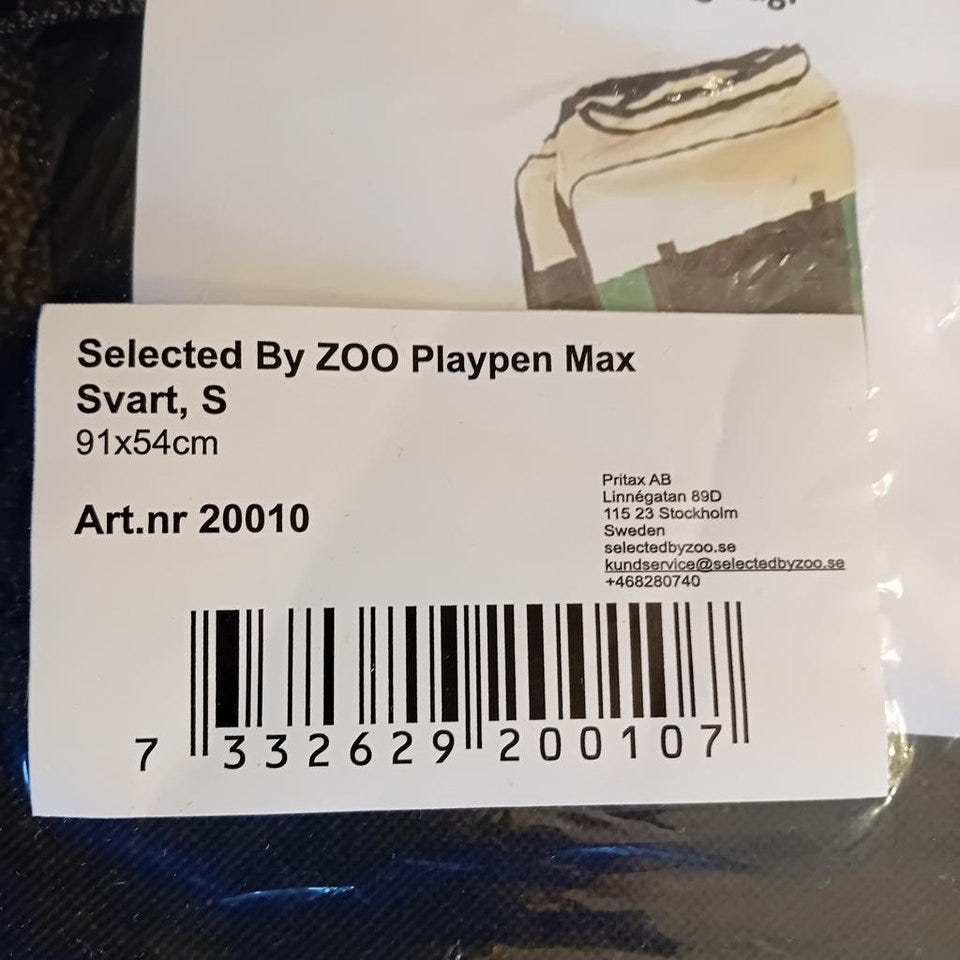 Selected By ZOO Playpen Max
Svart, S
91x54cm
Art.nr 20010
Pritax AB
Linnégatan 89D
115 23 Stockholm
Sweden
selectedbyzoo.se
kundservice@selectedbyzoo.se
+468280740
7 332629 200107